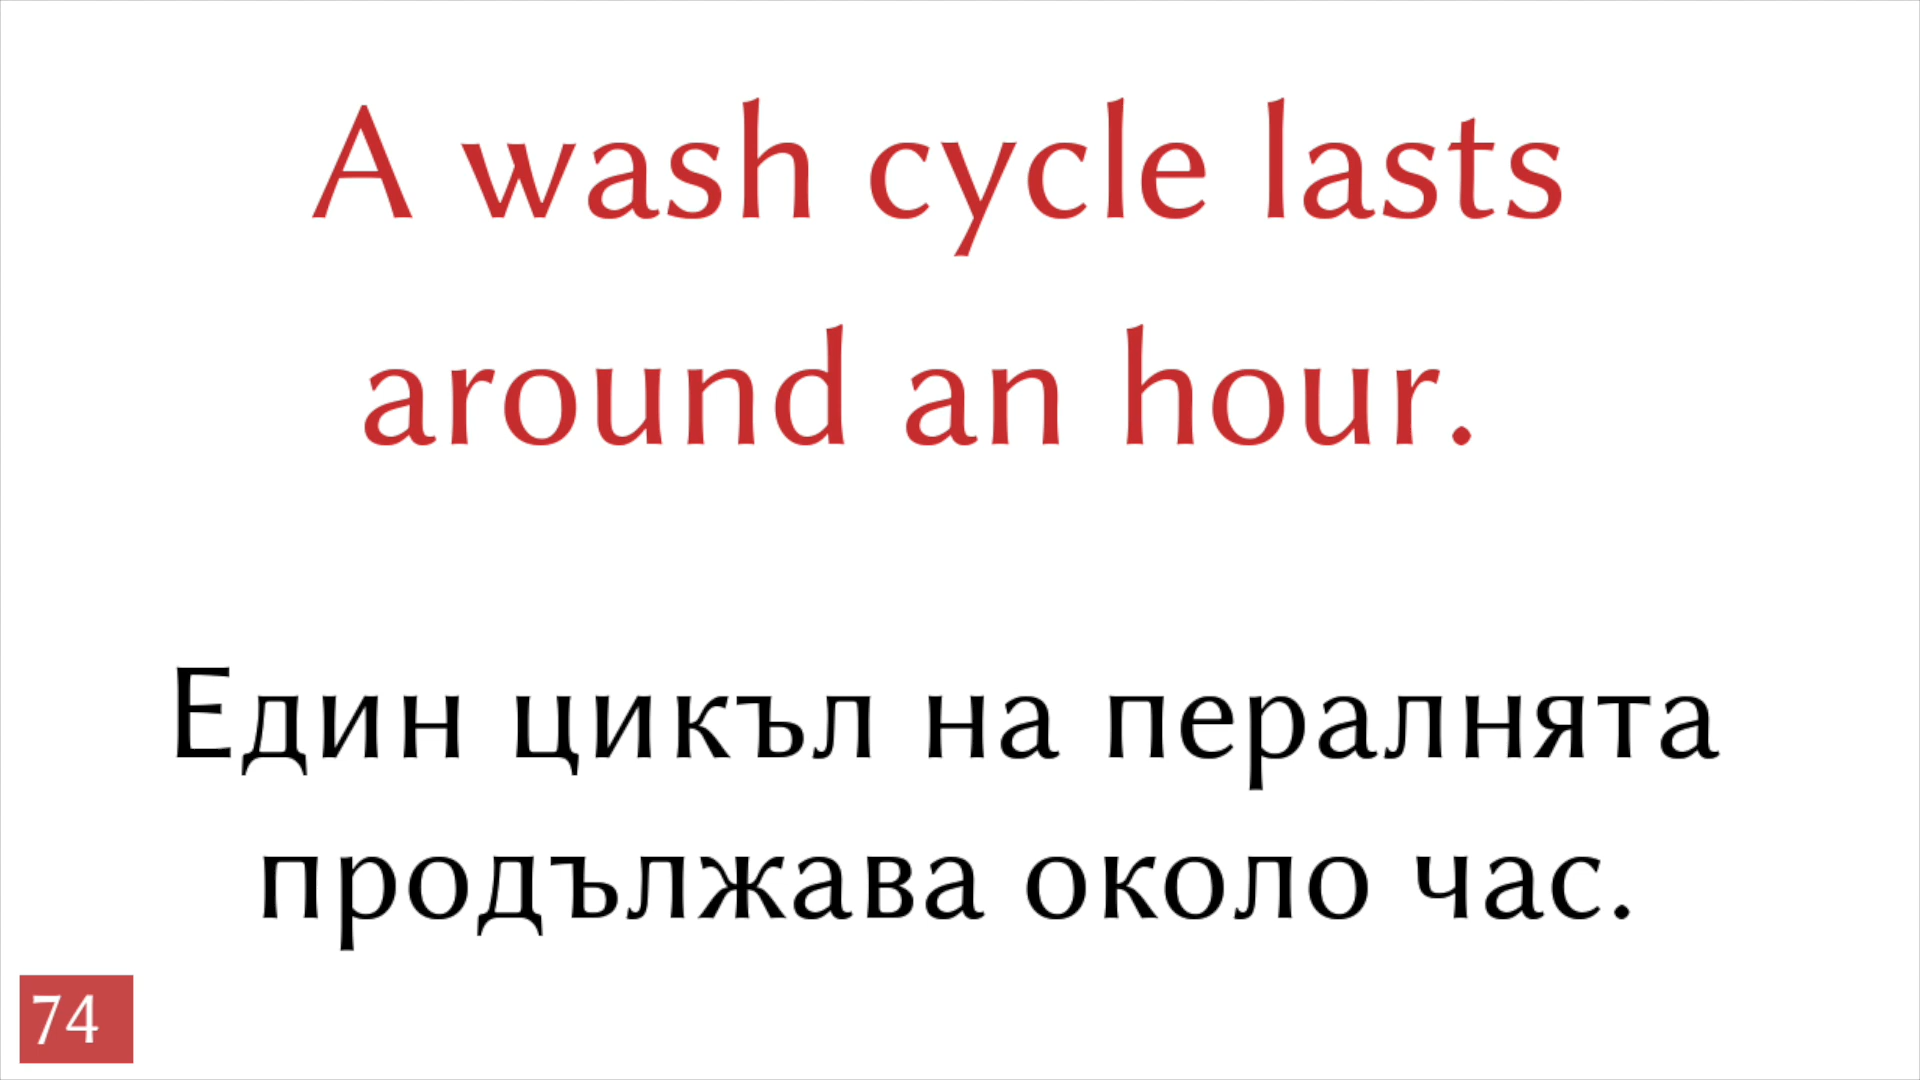 A wash cycle lasts
around an hour.
Един цикъл на пералнята
продължава около час.
74